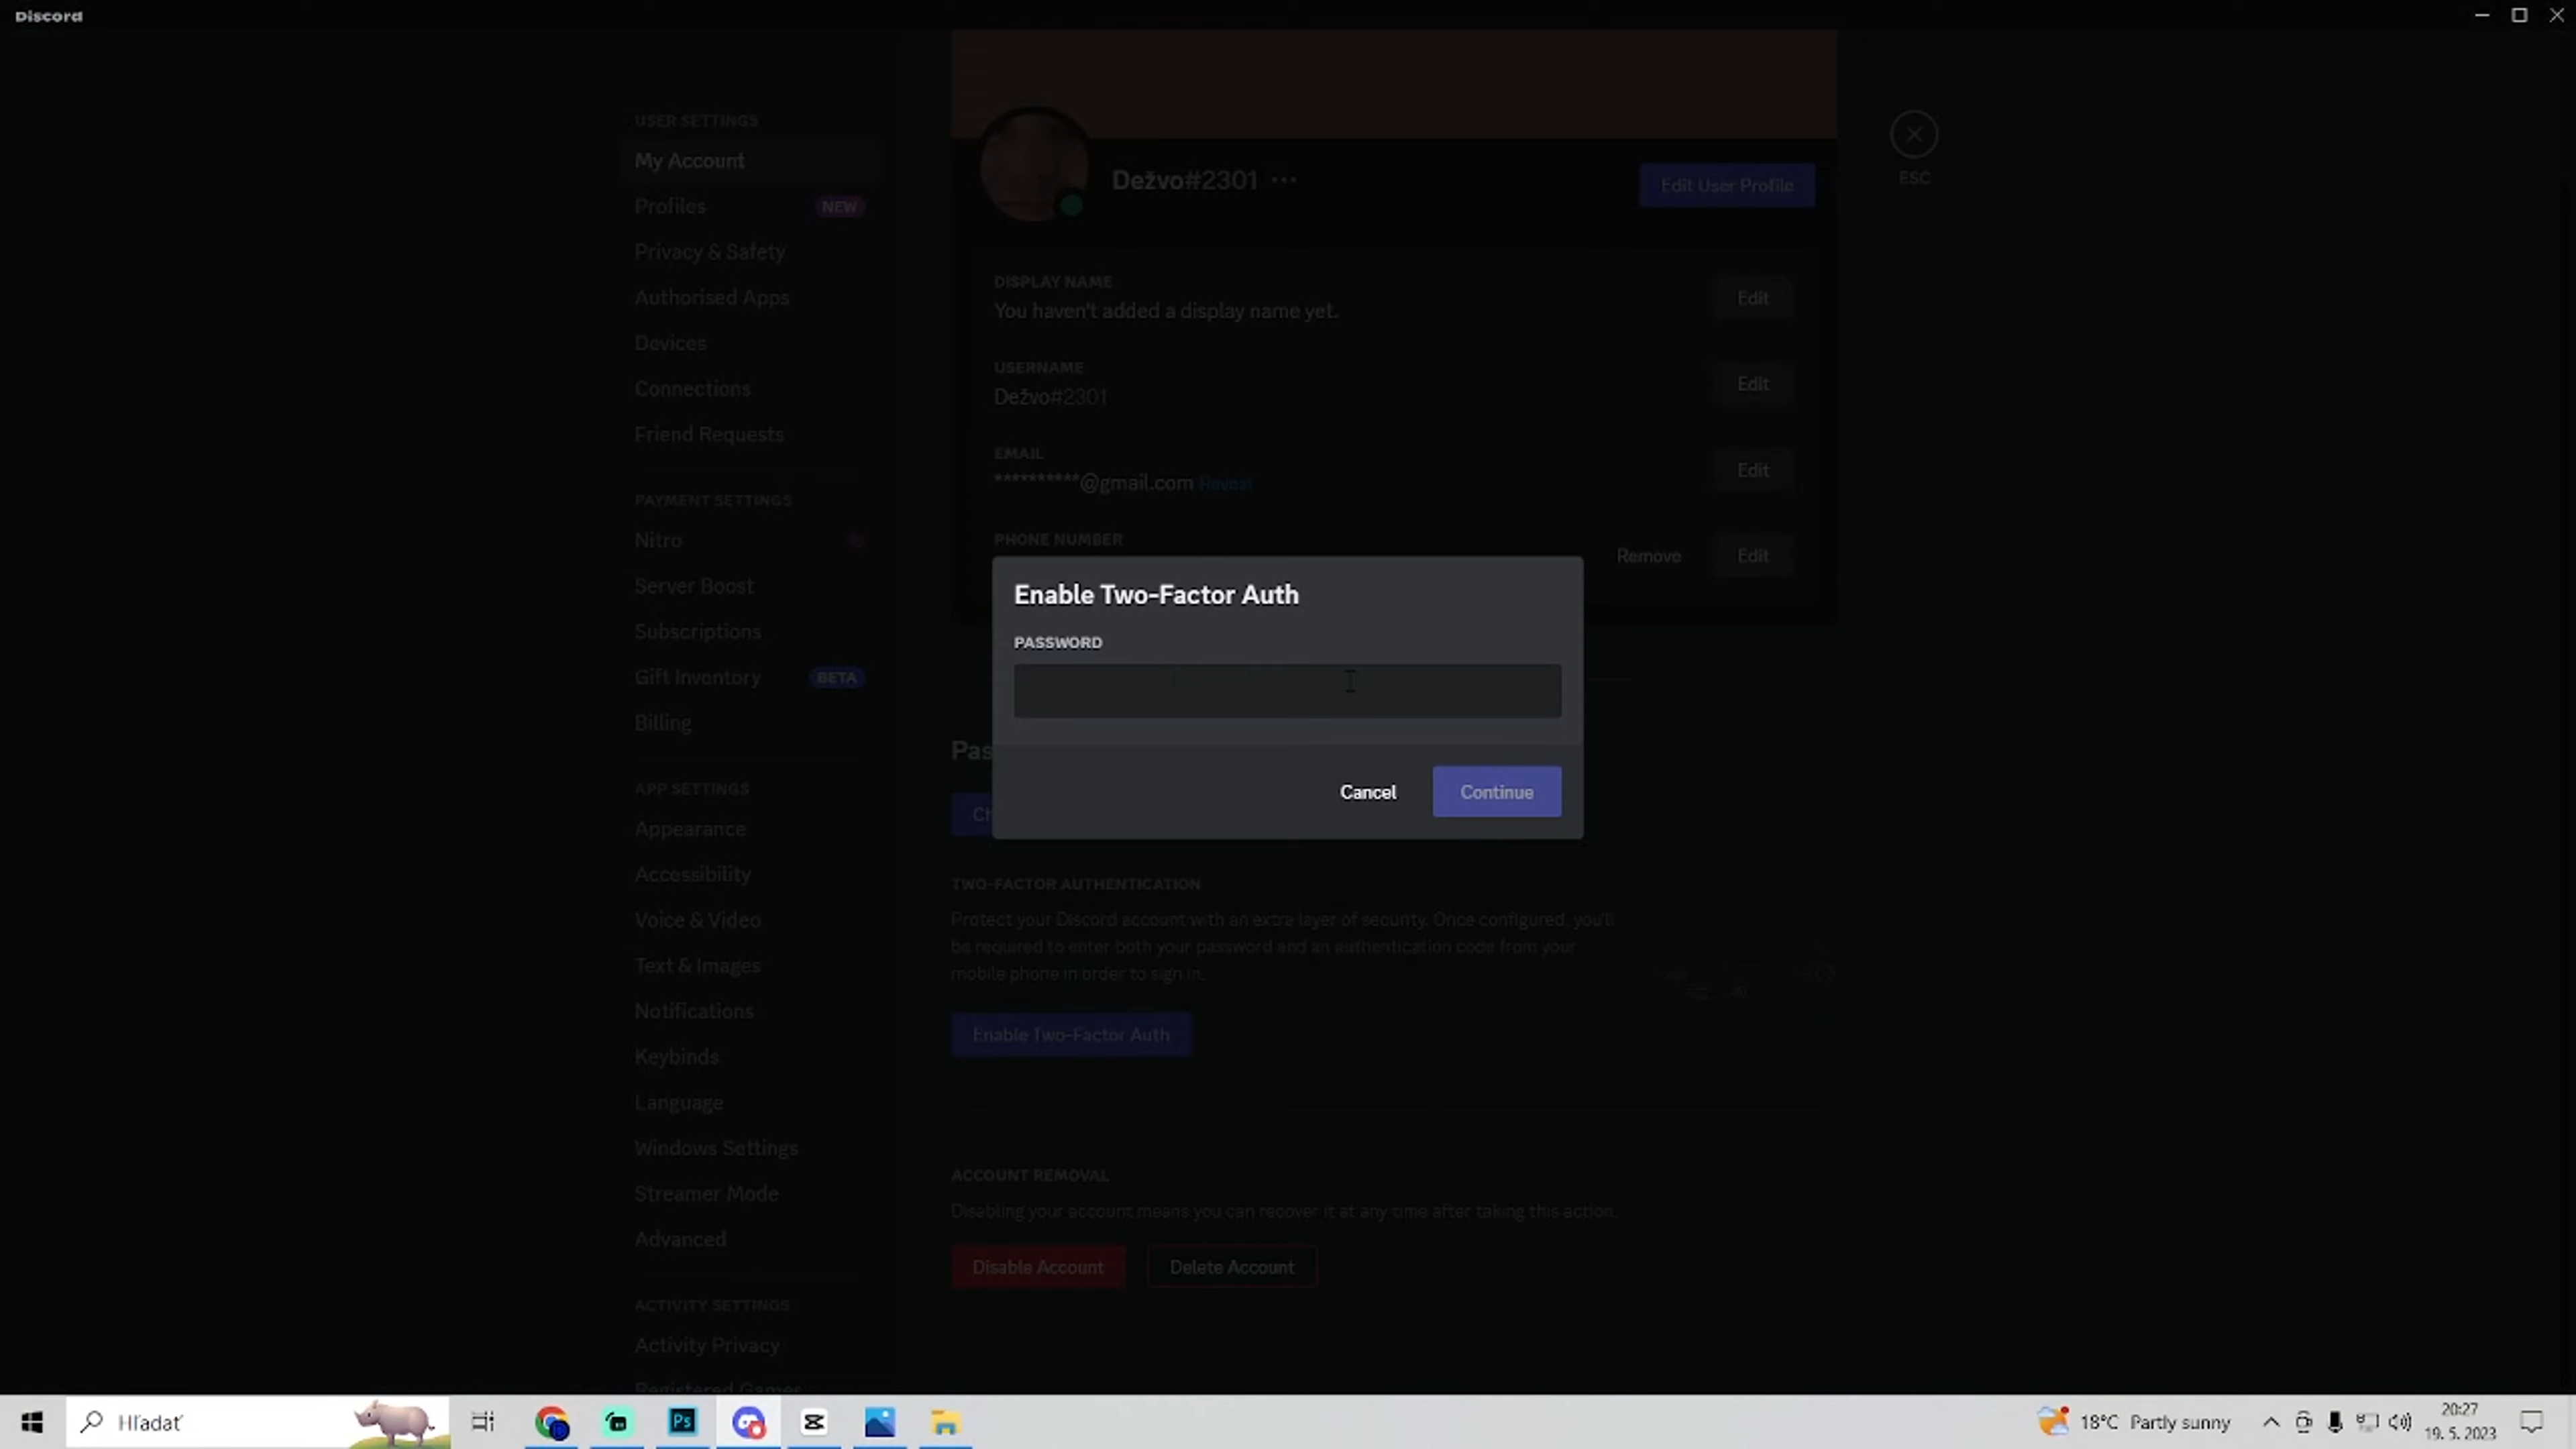 Discord
USER SETTINGS
My Account
Profiles NEW
Privacy & Safety
Authorised Apps
Devices
Connections
Friend Requests
PAYMENT SETTINGS
Nitro
Server Boost
Subscriptions
Gift Inventory BETA
Billing
APP SETTINGS
Appearance
Accessibility
Voice & Video
Text & Images
Notifications
Keybinds
Language
Windows Settings
Streamer Mode
Advanced
ACTIVITY SETTINGS
Activity Privacy
Registered Games
Dežvo#2301 ···
Edit User Profile
ESC
DISPLAY NAME
You haven't added a display name yet.
Edit
USERNAME
Dežvo#2301
Edit
EMAIL
**********@gmail.com Reveal
Edit
PHONE NUMBER
Remove Edit
Enable Two-Factor Auth
PASSWORD
Cancel Continue
Pas
Ch
TWO-FACTOR AUTHENTICATION
Protect your Discord account with an extra layer of security. Once configured, you'll
be required to enter both your password and an authentication code from your
mobile phone in order to sign in.
Enable Two-Factor Auth
ACCOUNT REMOVAL
Disabling your account means you can recover it at any time after taking this action.
Disable Account Delete Account
Hľadať
Ps
18°C Partly sunny
20:27
19. 5. 2023